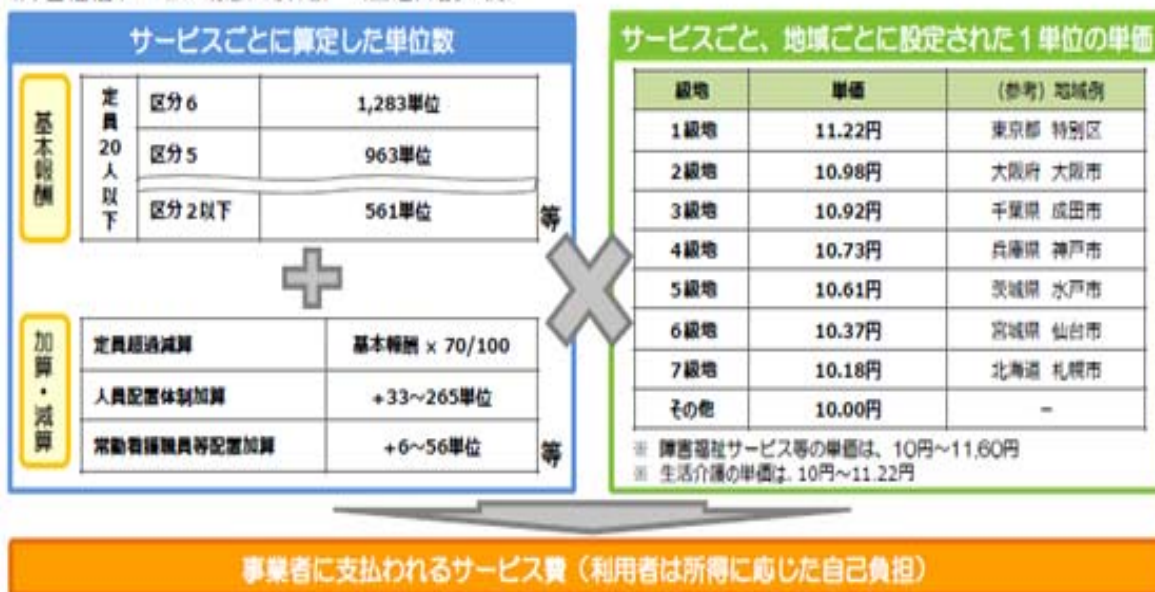 サービスごとに算定した単位数
基本報酬
定員20人以下
区分6 1,283単位
区分5 963単位
区分2以下 561単位
等
加算・減算
定員超過減算 基本報酬 × 70/100
人員配置体制加算 +33～265単位
常勤看護職員等配置加算 +6～56単位
等
サービスごと、地域ごとに設定された1単位の単価
級地 単価 (参考) 地域例
1級地 11.22円 東京都 特別区
2級地 10.98円 大阪府 大阪市
3級地 10.92円 千葉県 成田市
4級地 10.73円 兵庫県 神戸市
5級地 10.61円 茨城県 水戸市
6級地 10.37円 宮城県 仙台市
7級地 10.18円 北海道 札幌市
その他 10.00円 －
※ 障害福祉サービス等の単価は、10円～11.60円
※ 生活介護の単価は、10円～11.22円
事業者に支払われるサービス費（利用者は所得に応じた自己負担）